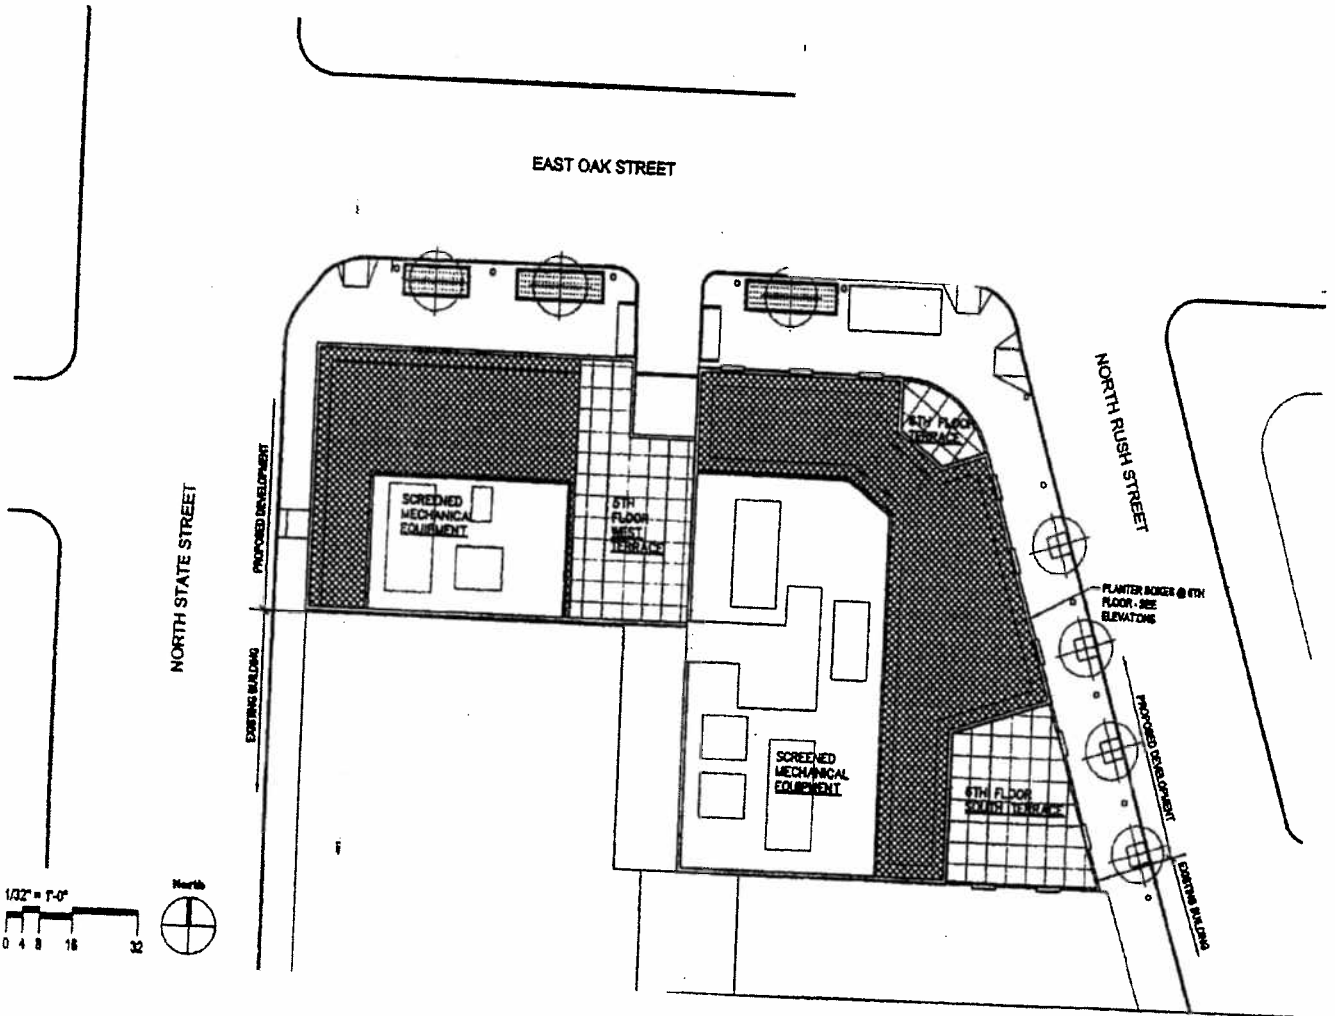 EAST OAK STREET
NORTH RUSH STREET
NORTH STATE STREET
PROPOSED DEVELOPMENT
EXISTING BUILDING
SCREENED
MECHANICAL
EQUIPMENT
5TH
FLOOR
WEST
TERRACE
6TH FLOOR
TERRACE
PLANTER BOXES @ 6TH
FLOOR - SEE
ELEVATIONS
SCREENED
MECHANICAL
EQUIPMENT
6TH FLOOR
SOUTH TERRACE
PROPOSED DEVELOPMENT
EXISTING BUILDING
1/32" = 1'-0"
0 4 8 16 32
North